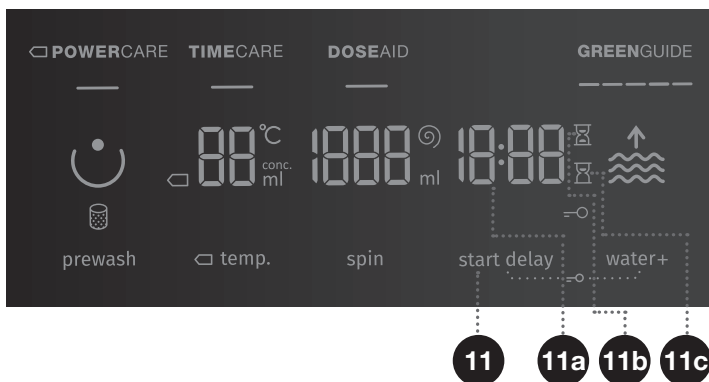 POWERCARE TIMECARE DOSEAID GREENGUIDE
88 °C 1888 18:88
conc.
ml ml
prewash temp. spin start delay water+
11 11a 11b 11c